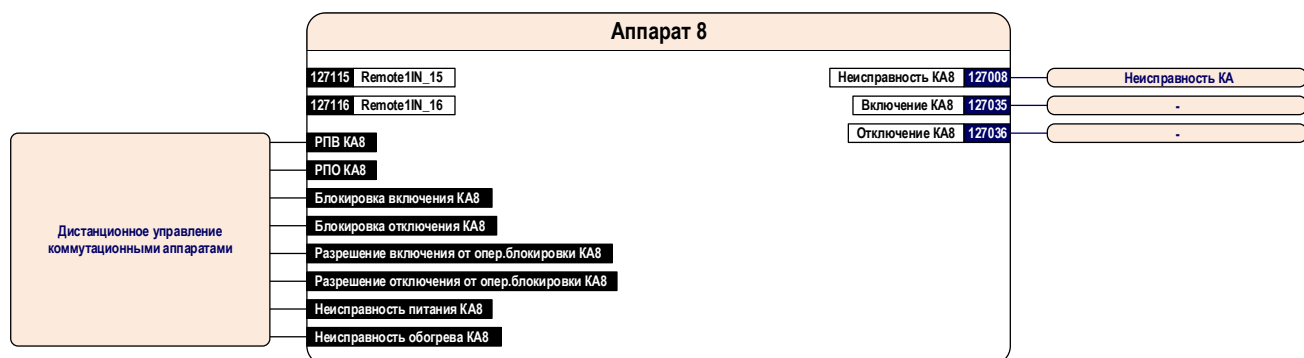 Аппарат 8
127115 Remote1IN_15
Неисправность КА8 127008
Неисправность КА
127116 Remote1IN_16
Включение КА8 127035
-
Отключение КА8 127036
-
РПВ КА8
РПО КА8
Блокировка включения КА8
Блокировка отключения КА8
Дистанционное управление
коммутационными аппаратами
Разрешение включения от опер.блокировки КА8
Разрешение отключения от опер.блокировки КА8
Неисправность питания КА8
Неисправность обогрева КА8